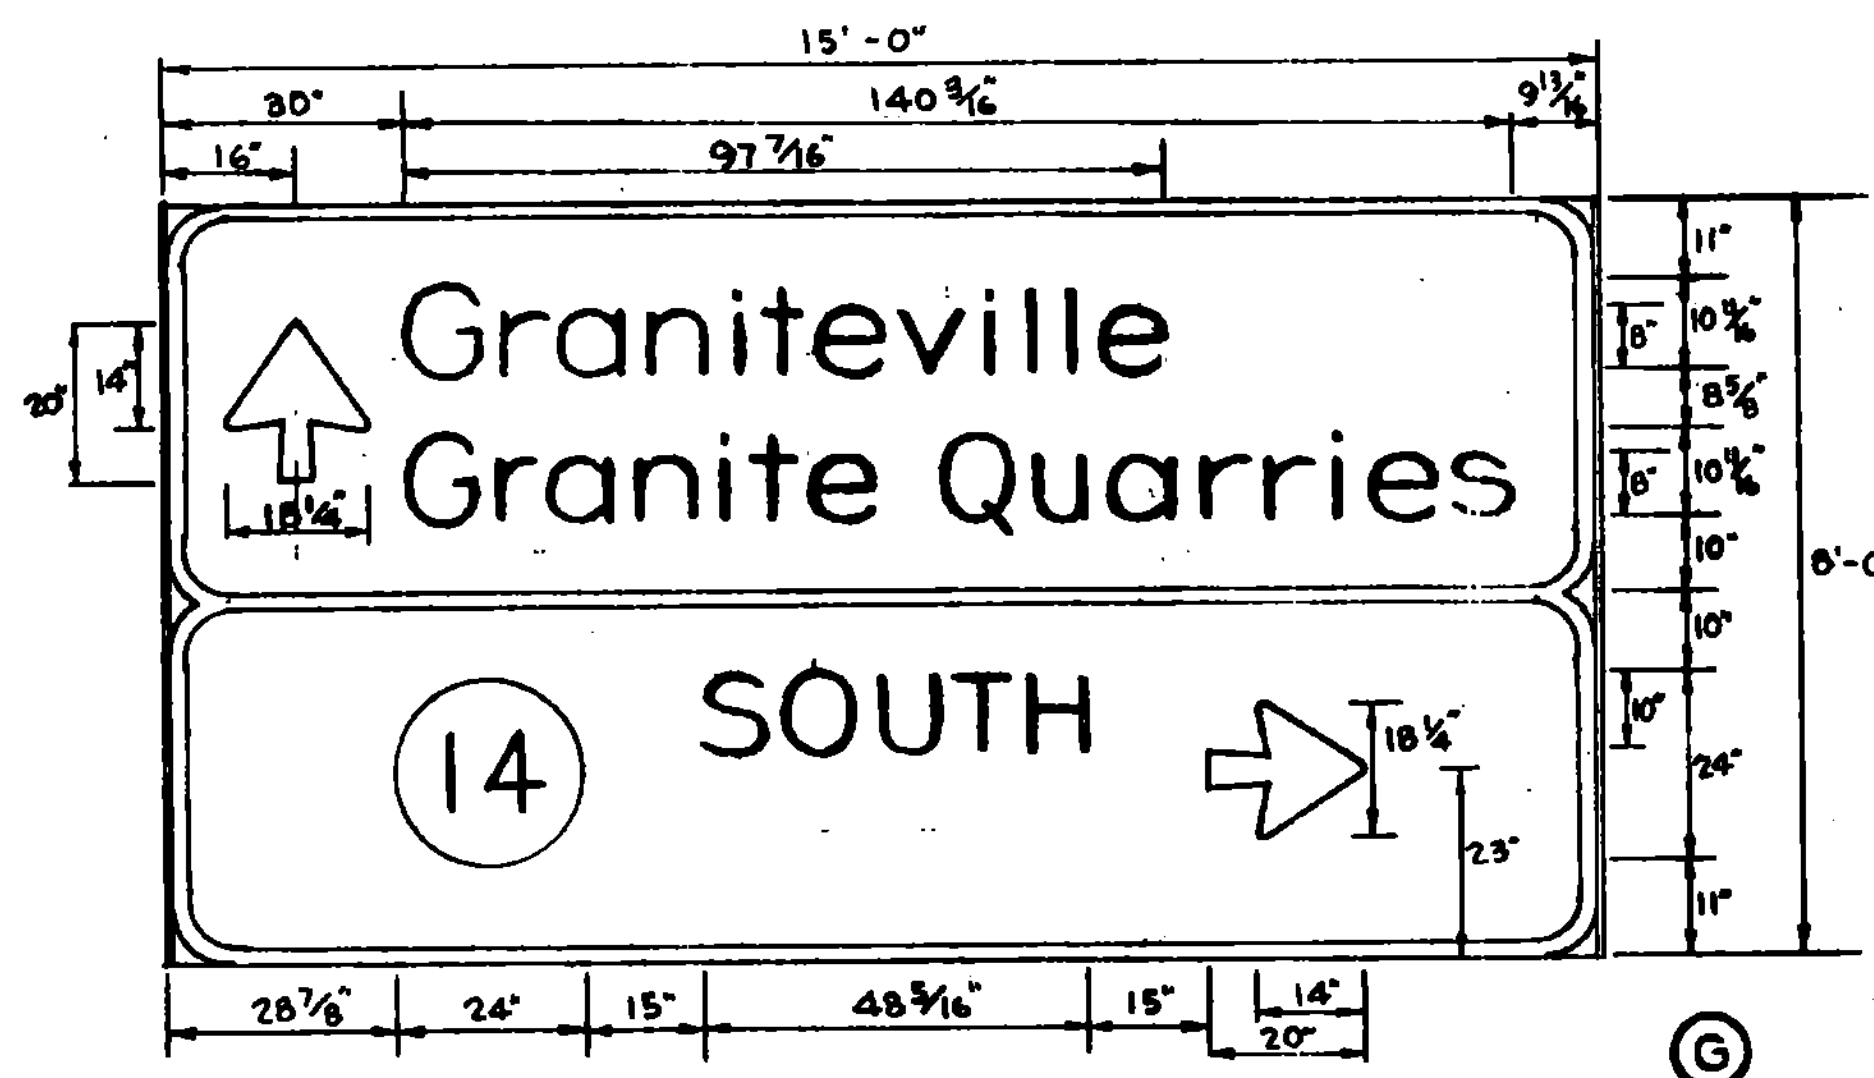 15'-0"
30" 140 3/16" 9 13/16"
16" 97 7/16"
11"
Graniteville
10 11/16"
8"
20" 14"
8 5/8"
Granite Quarries
10 11/16"
8"
18 1/4"
10"
8'-0
10"
SOUTH
10"
18 1/4"
14
24"
23"
11"
28 7/8" 24" 15" 48 5/16" 15" 14"
20"
G